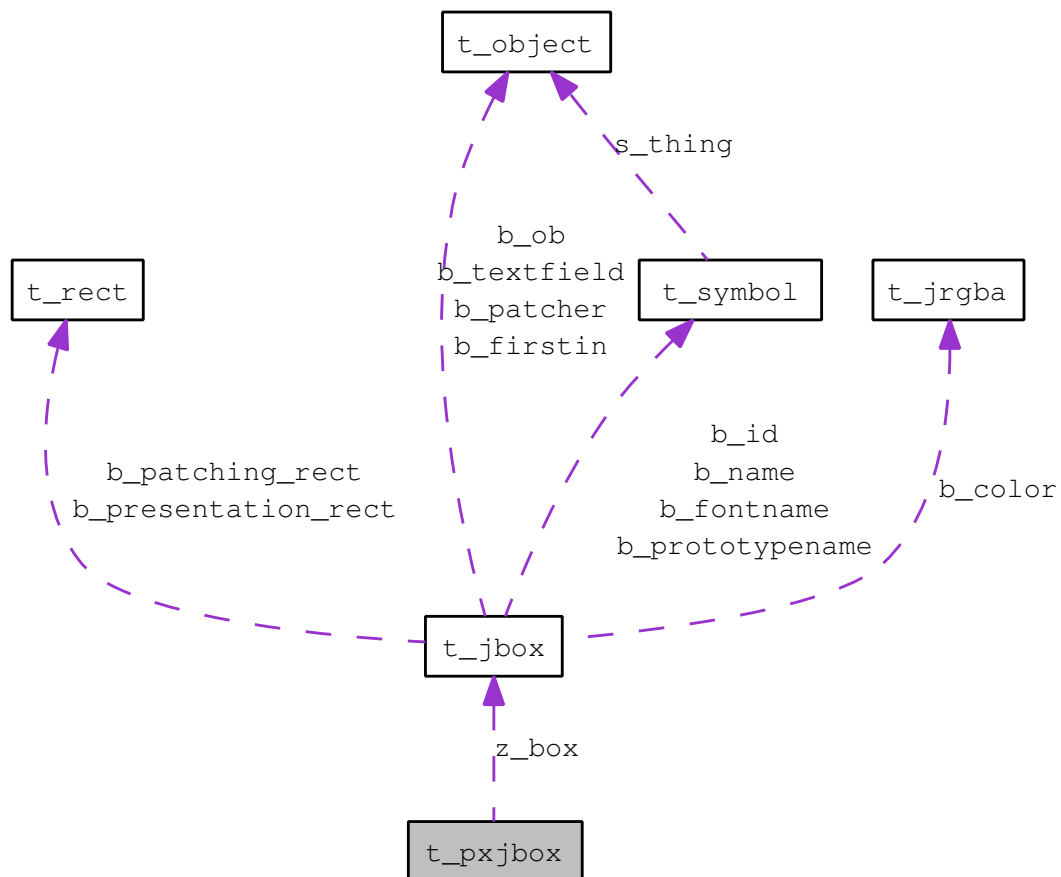 t_object
s_thing
b_ob
b_textfield
b_patcher
b_firstin
t_rect
t_symbol
t_jrgba
b_id
b_name
b_fontname
b_prototypename
b_patching_rect
b_presentation_rect
b_color
t_jbox
z_box
t_pxjbox